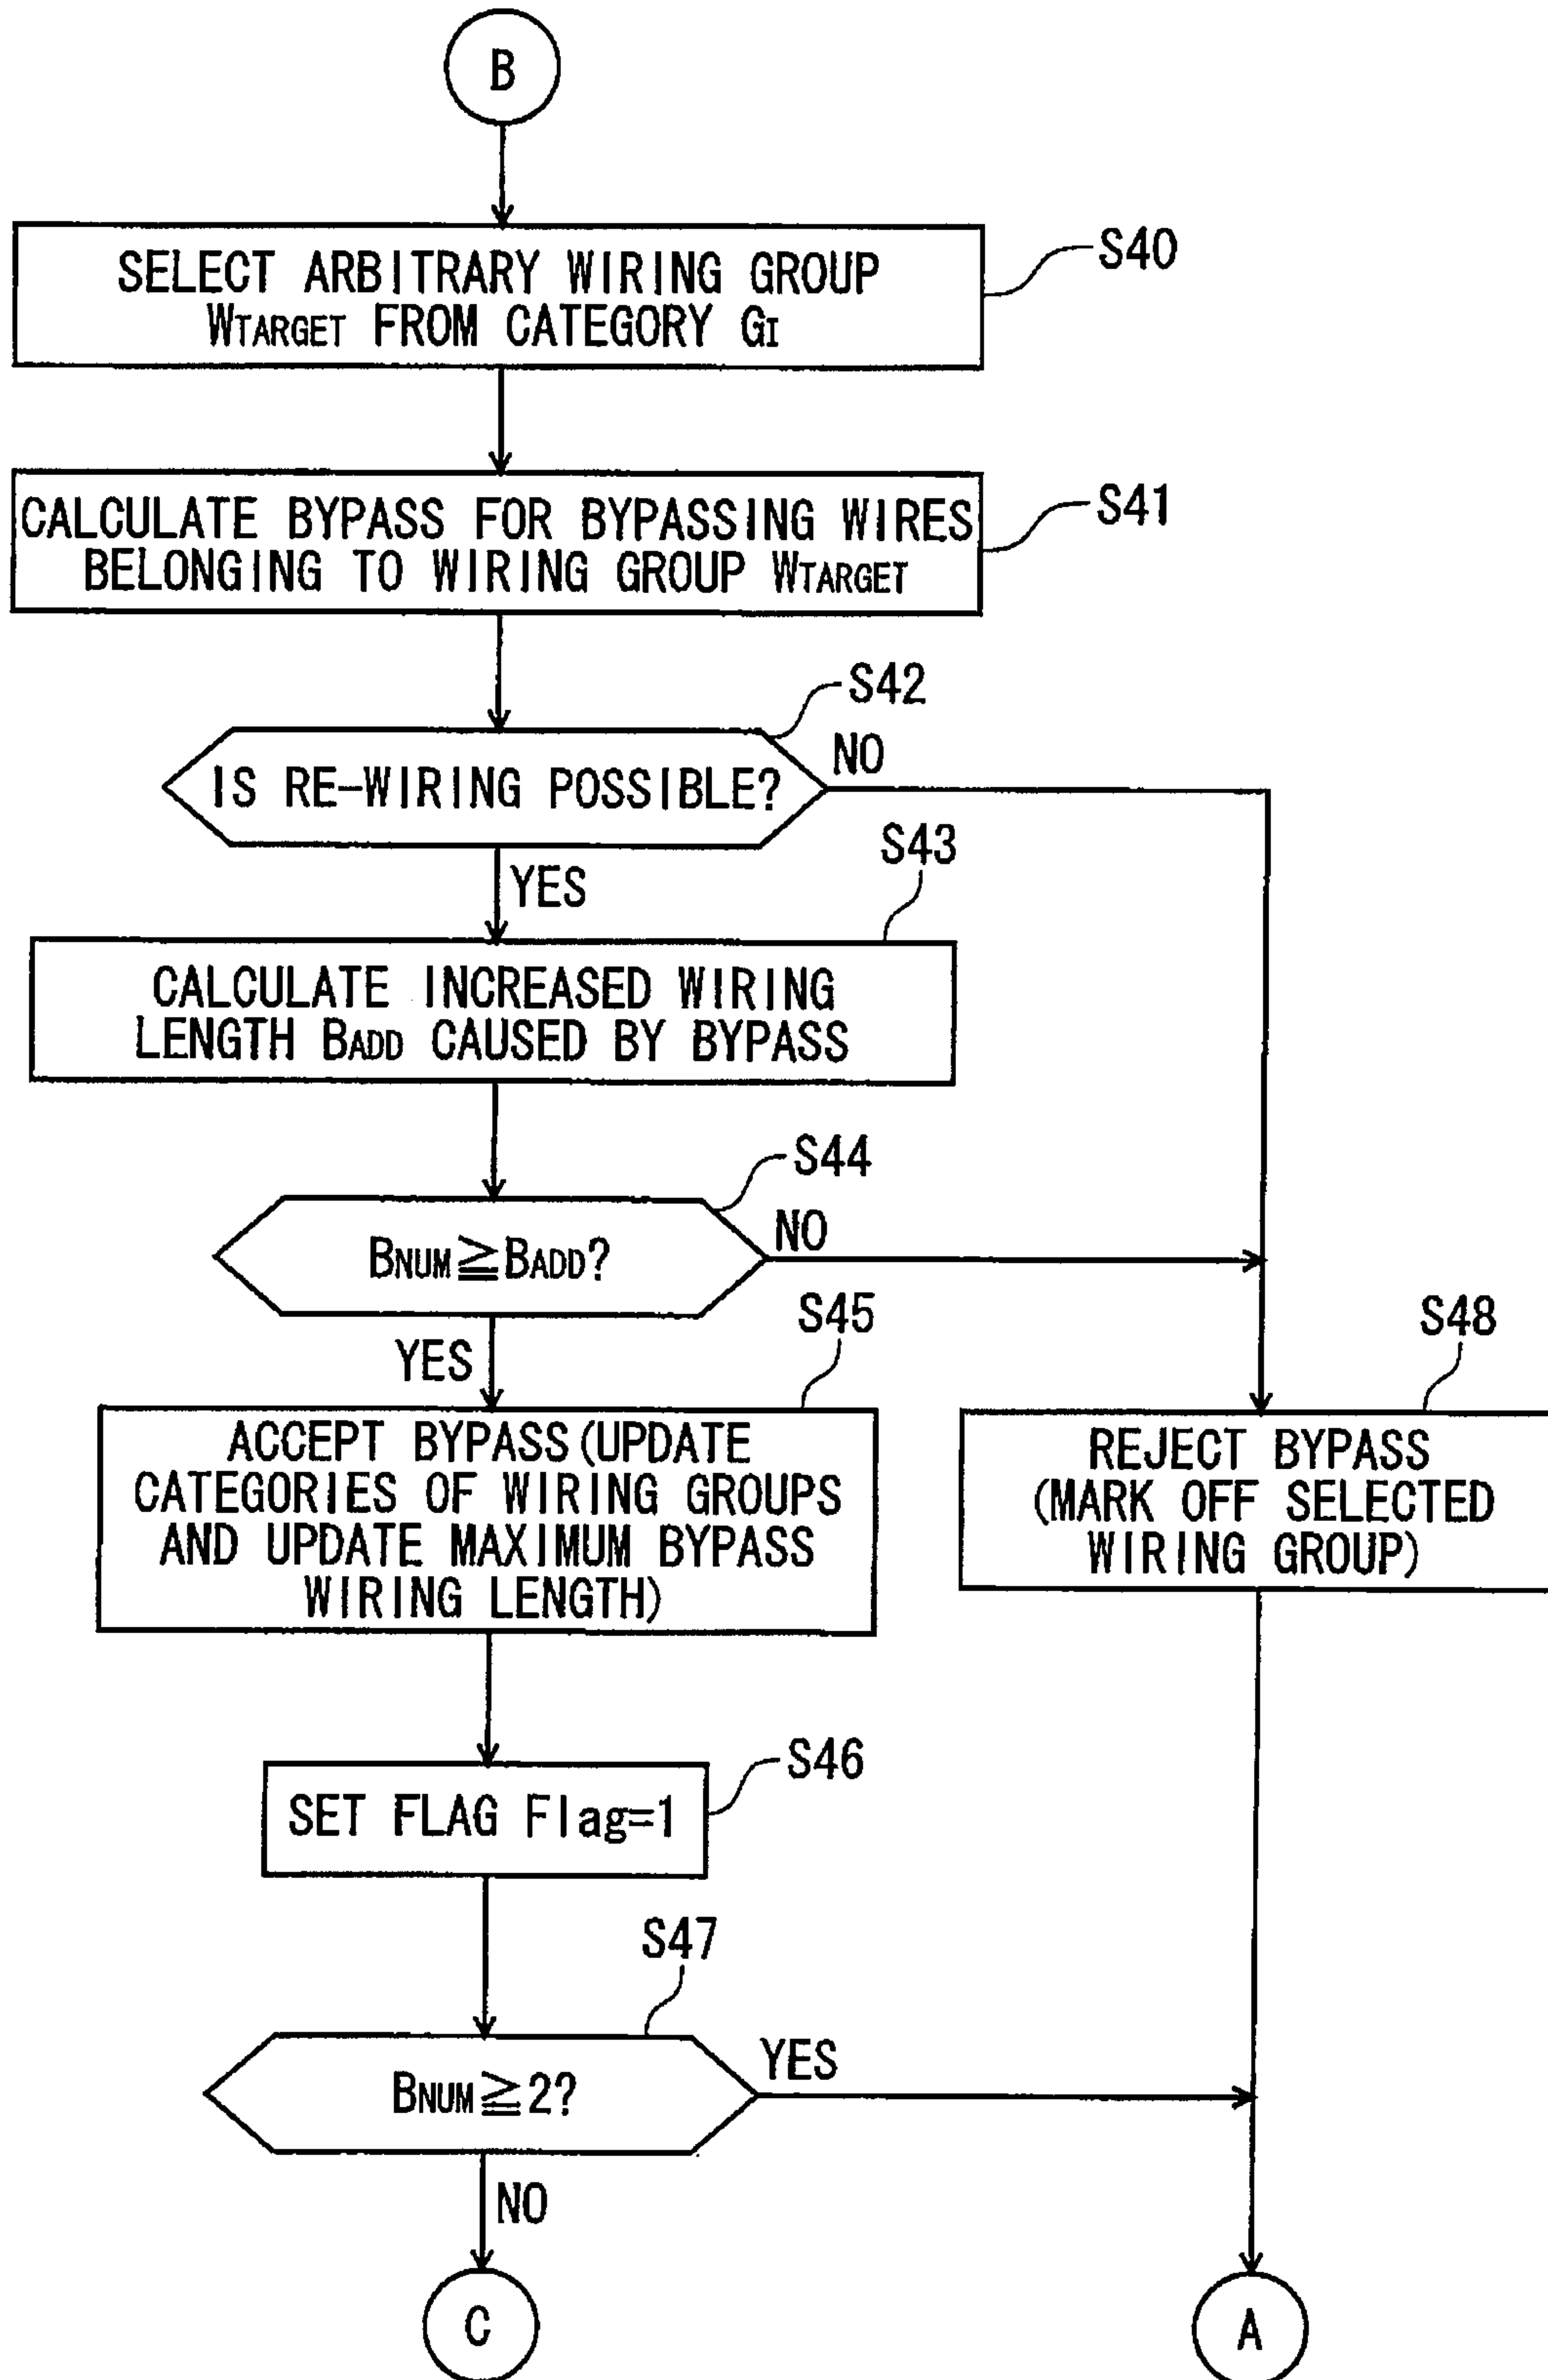 B
SELECT ARBITRARY WIRING GROUP
WTARGET FROM CATEGORY GI
S40
CALCULATE BYPASS FOR BYPASSING WIRES
BELONGING TO WIRING GROUP WTARGET
S41
S42
IS RE-WIRING POSSIBLE?
NO
YES
S43
CALCULATE INCREASED WIRING
LENGTH BADD CAUSED BY BYPASS
S44
BNUM≧BADD?
NO
YES
S45
ACCEPT BYPASS(UPDATE
CATEGORIES OF WIRING GROUPS
AND UPDATE MAXIMUM BYPASS
WIRING LENGTH)
S48
REJECT BYPASS
(MARK OFF SELECTED
WIRING GROUP)
S46
SET FLAG Flag=1
S47
BNUM≧2?
YES
NO
C
A